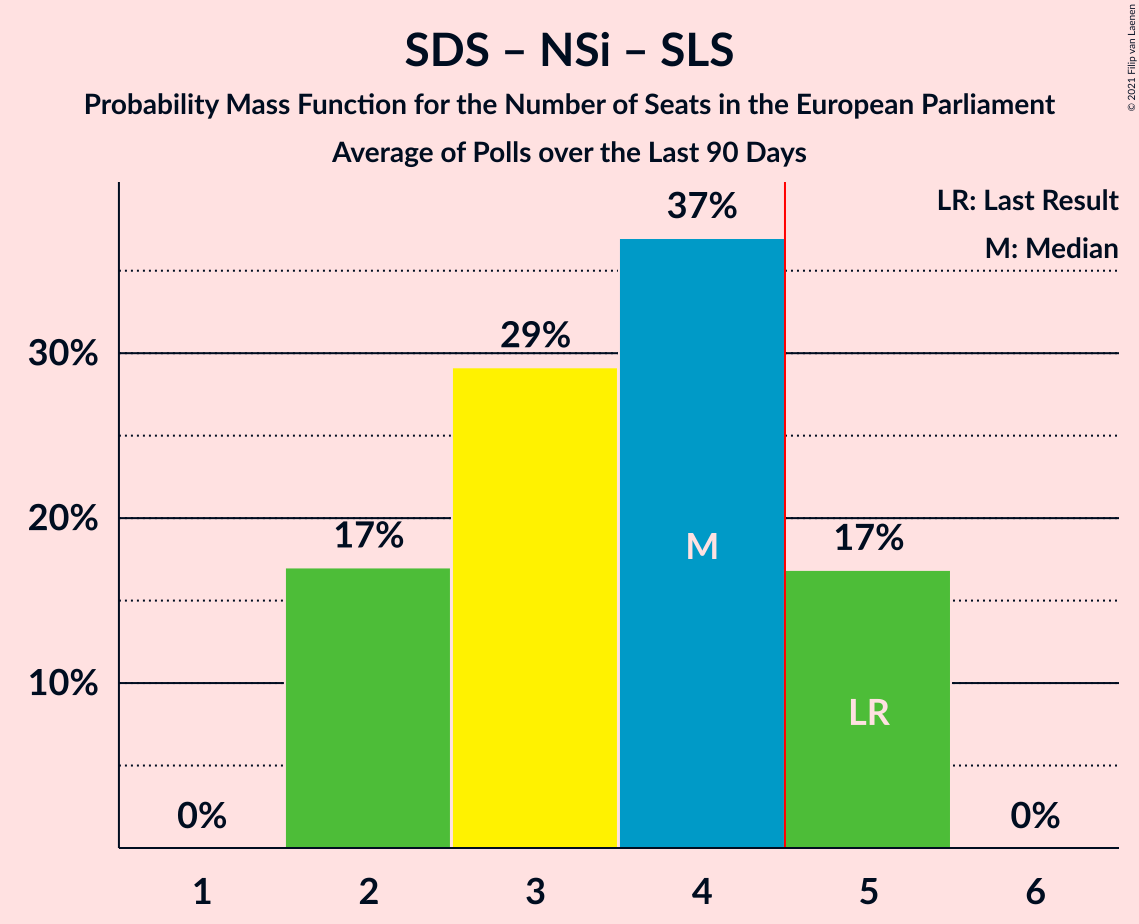 SDS – NSi – SLS
Probability Mass Function for the Number of Seats in the European Parliament
Average of Polls over the Last 90 Days
© 2021 Filip van Laenen
LR: Last Result
M: Median
37%
29%
30%
20%
17%
17%
M
10%
LR
0%
0%
1 2 3 4 5 6